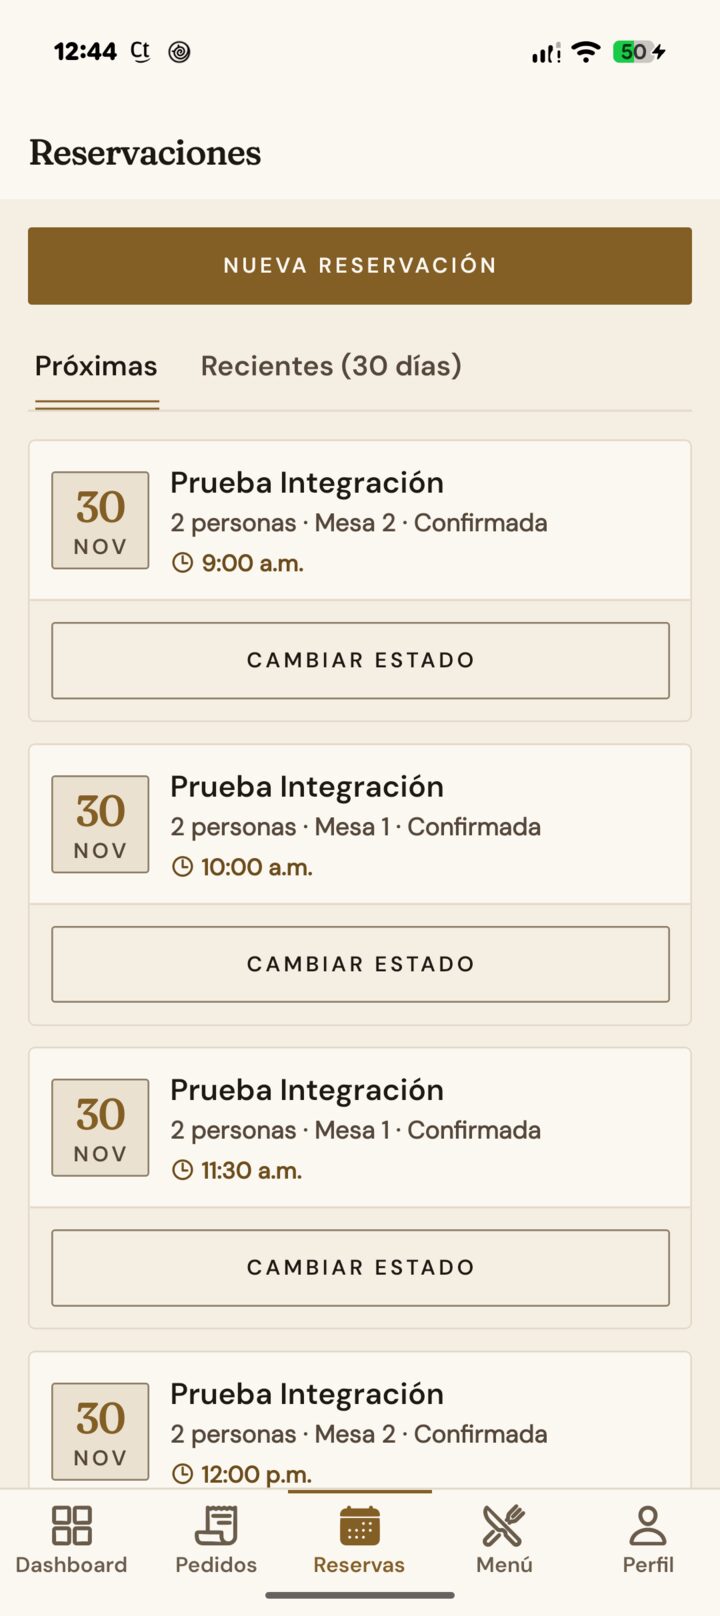 12:44 Ct 50
Reservaciones
NUEVA RESERVACIÓN
Próximas Recientes (30 días)
30
NOV
Prueba Integración
2 personas · Mesa 2 · Confirmada
9:00 a.m.
CAMBIAR ESTADO
30
NOV
Prueba Integración
2 personas · Mesa 1 · Confirmada
10:00 a.m.
CAMBIAR ESTADO
30
NOV
Prueba Integración
2 personas · Mesa 1 · Confirmada
11:30 a.m.
CAMBIAR ESTADO
30
NOV
Prueba Integración
2 personas · Mesa 2 · Confirmada
12:00 p.m.
Dashboard Pedidos Reservas Menú Perfil